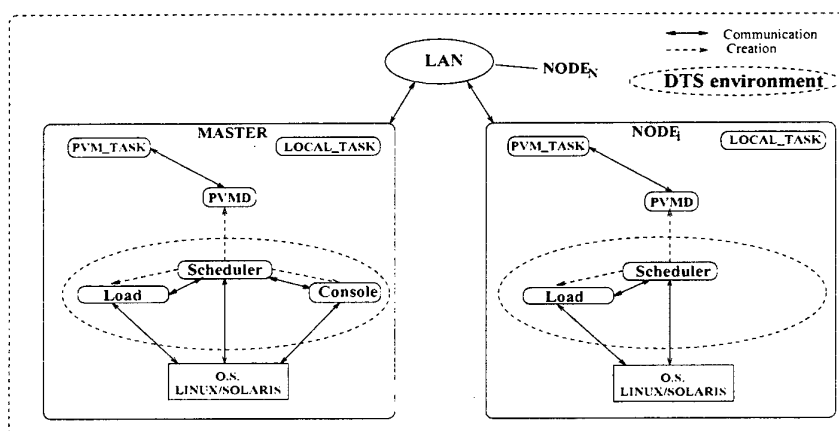 Communication
Creation
DTS environment
LAN
NODE_N
MASTER
PVM_TASK
LOCAL_TASK
PVMD
Scheduler
Load
Console
O.S.
LINUX/SOLARIS
NODE_i
PVM_TASK
LOCAL_TASK
PVMD
Scheduler
Load
O.S.
LINUX/SOLARIS